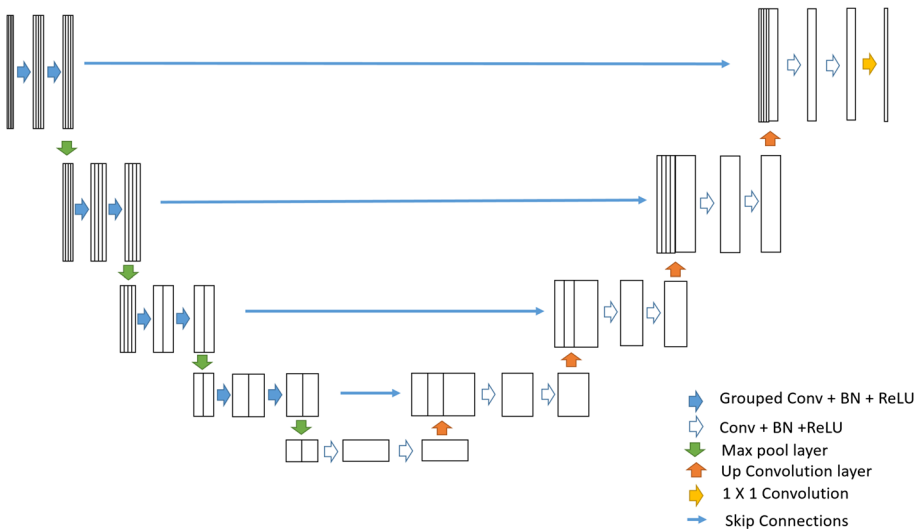 Grouped Conv + BN + ReLU
Conv + BN +ReLU
Max pool layer
Up Convolution layer
1 X 1 Convolution
Skip Connections